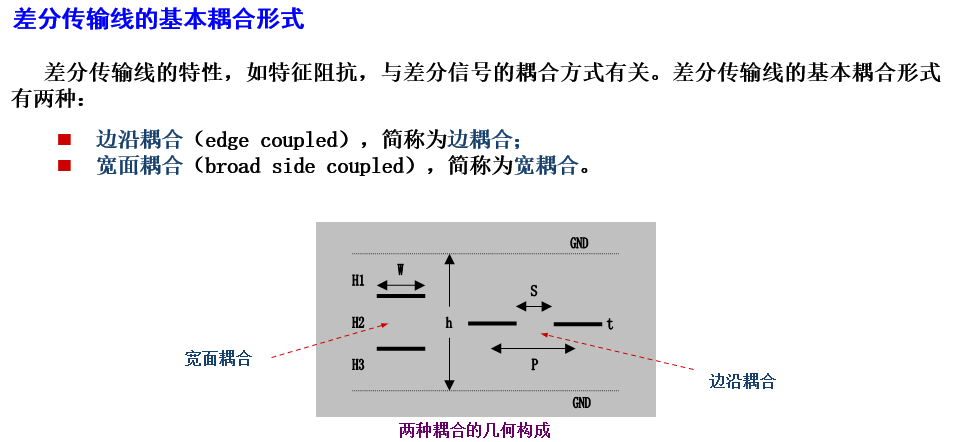 差分传输线的基本耦合形式
差分传输线的特性，如特征阻抗，与差分信号的耦合方式有关。差分传输线的基本耦合形式
有两种：
边沿耦合（edge coupled），简称为边耦合；
宽面耦合（broad side coupled），简称为宽耦合。
GND
H1
W
S
H2
h
t
宽面耦合
H3
P
边沿耦合
GND
两种耦合的几何构成